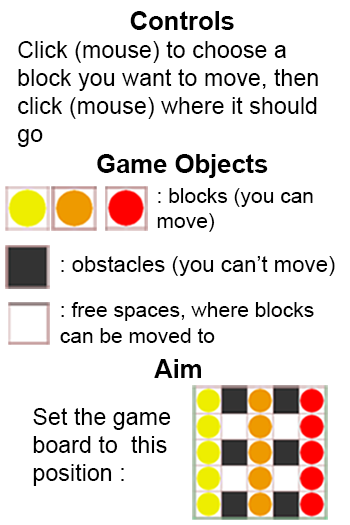 Controls
Click (mouse) to choose a
block you want to move, then
click (mouse) where it should
go
Game Objects
: blocks (you can
move)
: obstacles (you can’t move)
: free spaces, where blocks
can be moved to
Aim
Set the game
board to this
position :